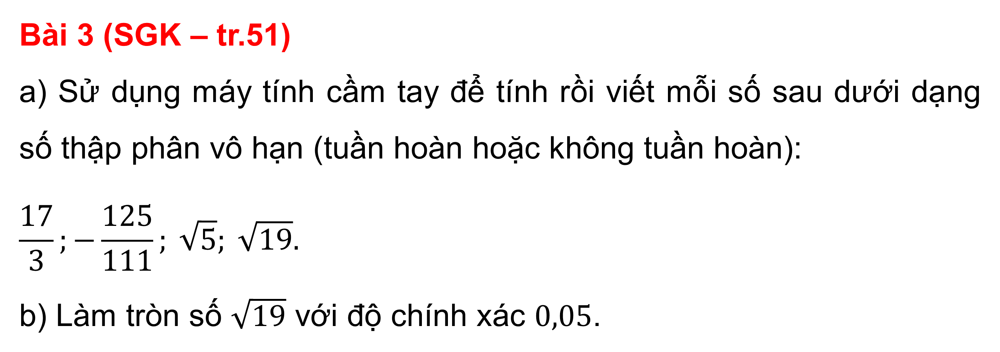 Bài 3 (SGK – tr.51)
a) Sử dụng máy tính cầm tay để tính rồi viết mỗi số sau dưới dạng
số thập phân vô hạn (tuần hoàn hoặc không tuần hoàn):
17/3; −125/111; √5; √19.
b) Làm tròn số √19 với độ chính xác 0,05.